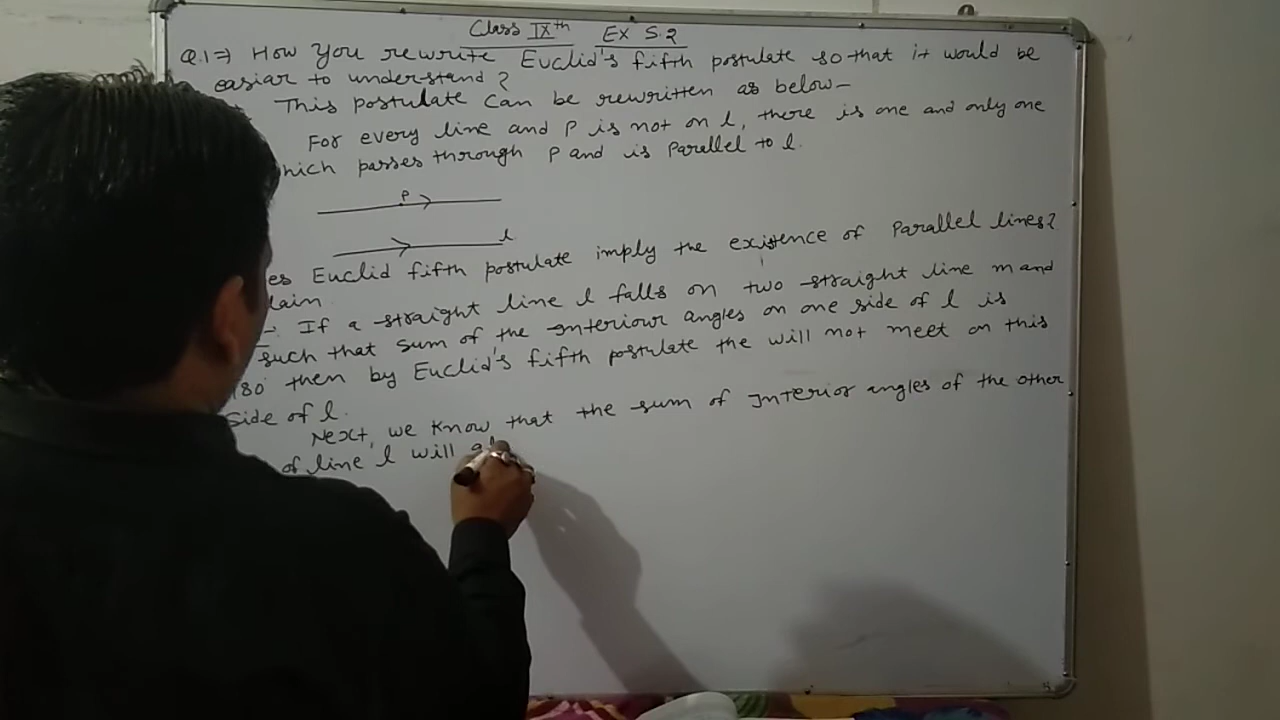 Class IXth Ex 5.2
Q.1⇒ How You rewrite Euclid's fifth postulate so that it would be
easiar to understand?
This postulate can be rewritten as below-
For every line and P is not on l, there is one and only one
hich passes through P and is Parallel to l.
P
l
es Euclid fifth postulate imply the existence of Parallel lines?
lain
:- If a straight line l falls on two straight line m and
such that sum of the Interiour angles on one side of l is
180 then by Euclid's fifth postulate the will not meet on this
side of l.
Next, we know that the sum of Interior angles of the other
of line l will al